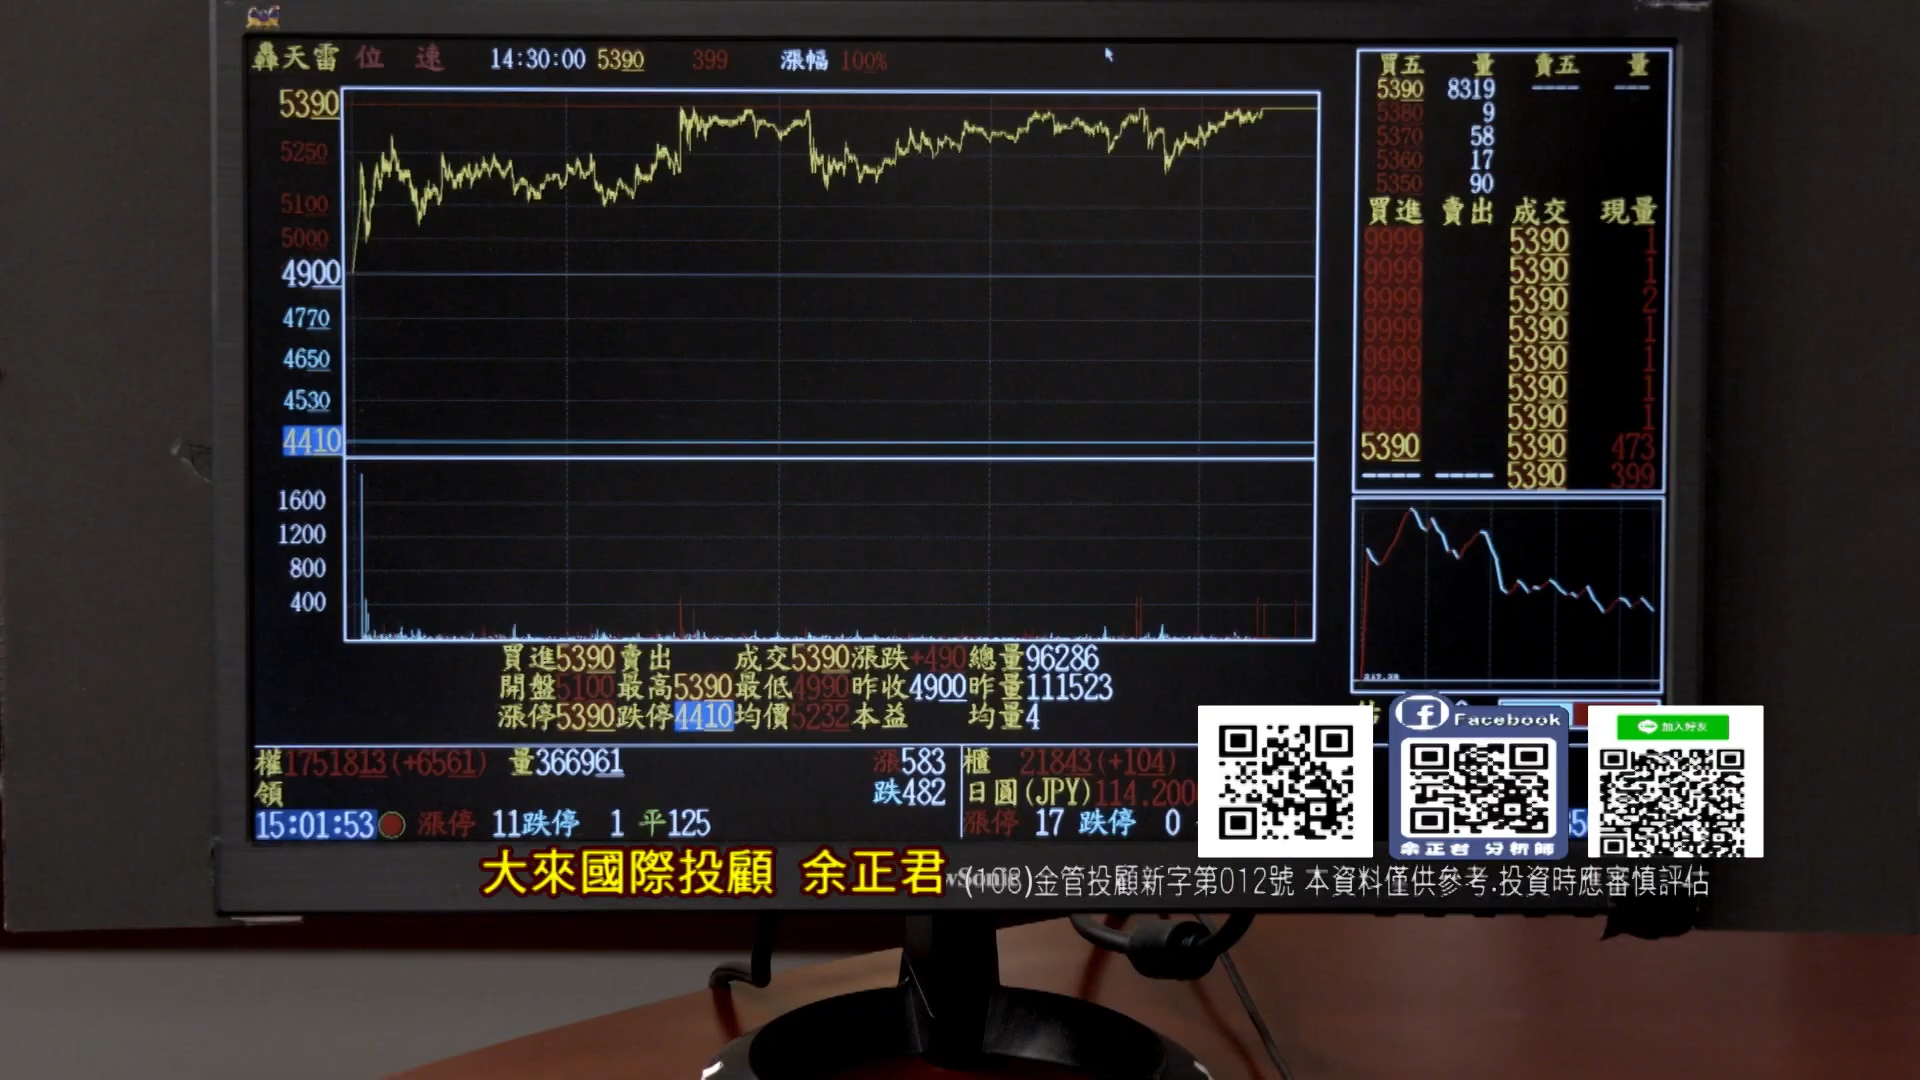 轟天雷 位 速 14:30:00 5390 399 漲幅 100%
5390
5250
5100
5000
4900
4770
4650
4530
4410
1600
1200
800
400
買五 量 賣五 量
5390 8319 ---- ---
5380 9
5370 58
5360 17
5350 90
買進 賣出 成交 現量
9999 5390 1
9999 5390 1
9999 5390 2
9999 5390 1
9999 5390 1
9999 5390 1
9999 5390 1
5390 5390 473
---- ---- 5390 399
買進5390賣出 成交5390漲跌+490總量96286
開盤5100最高5390最低4990昨收4900昨量111523
漲停5390跌停4410均價5232本益 均量4
權1751813(+6561) 量366961 漲583
領 跌482
15:01:53 漲停 11跌停 1 平125
櫃 21843(+104)
日圓(JPY)114.200
漲停 17 跌停 0
Facebook
余正君 分析師
加入好友
大來國際投顧 余正君
(108)金管投顧新字第012號 本資料僅供參考.投資時應審慎評估